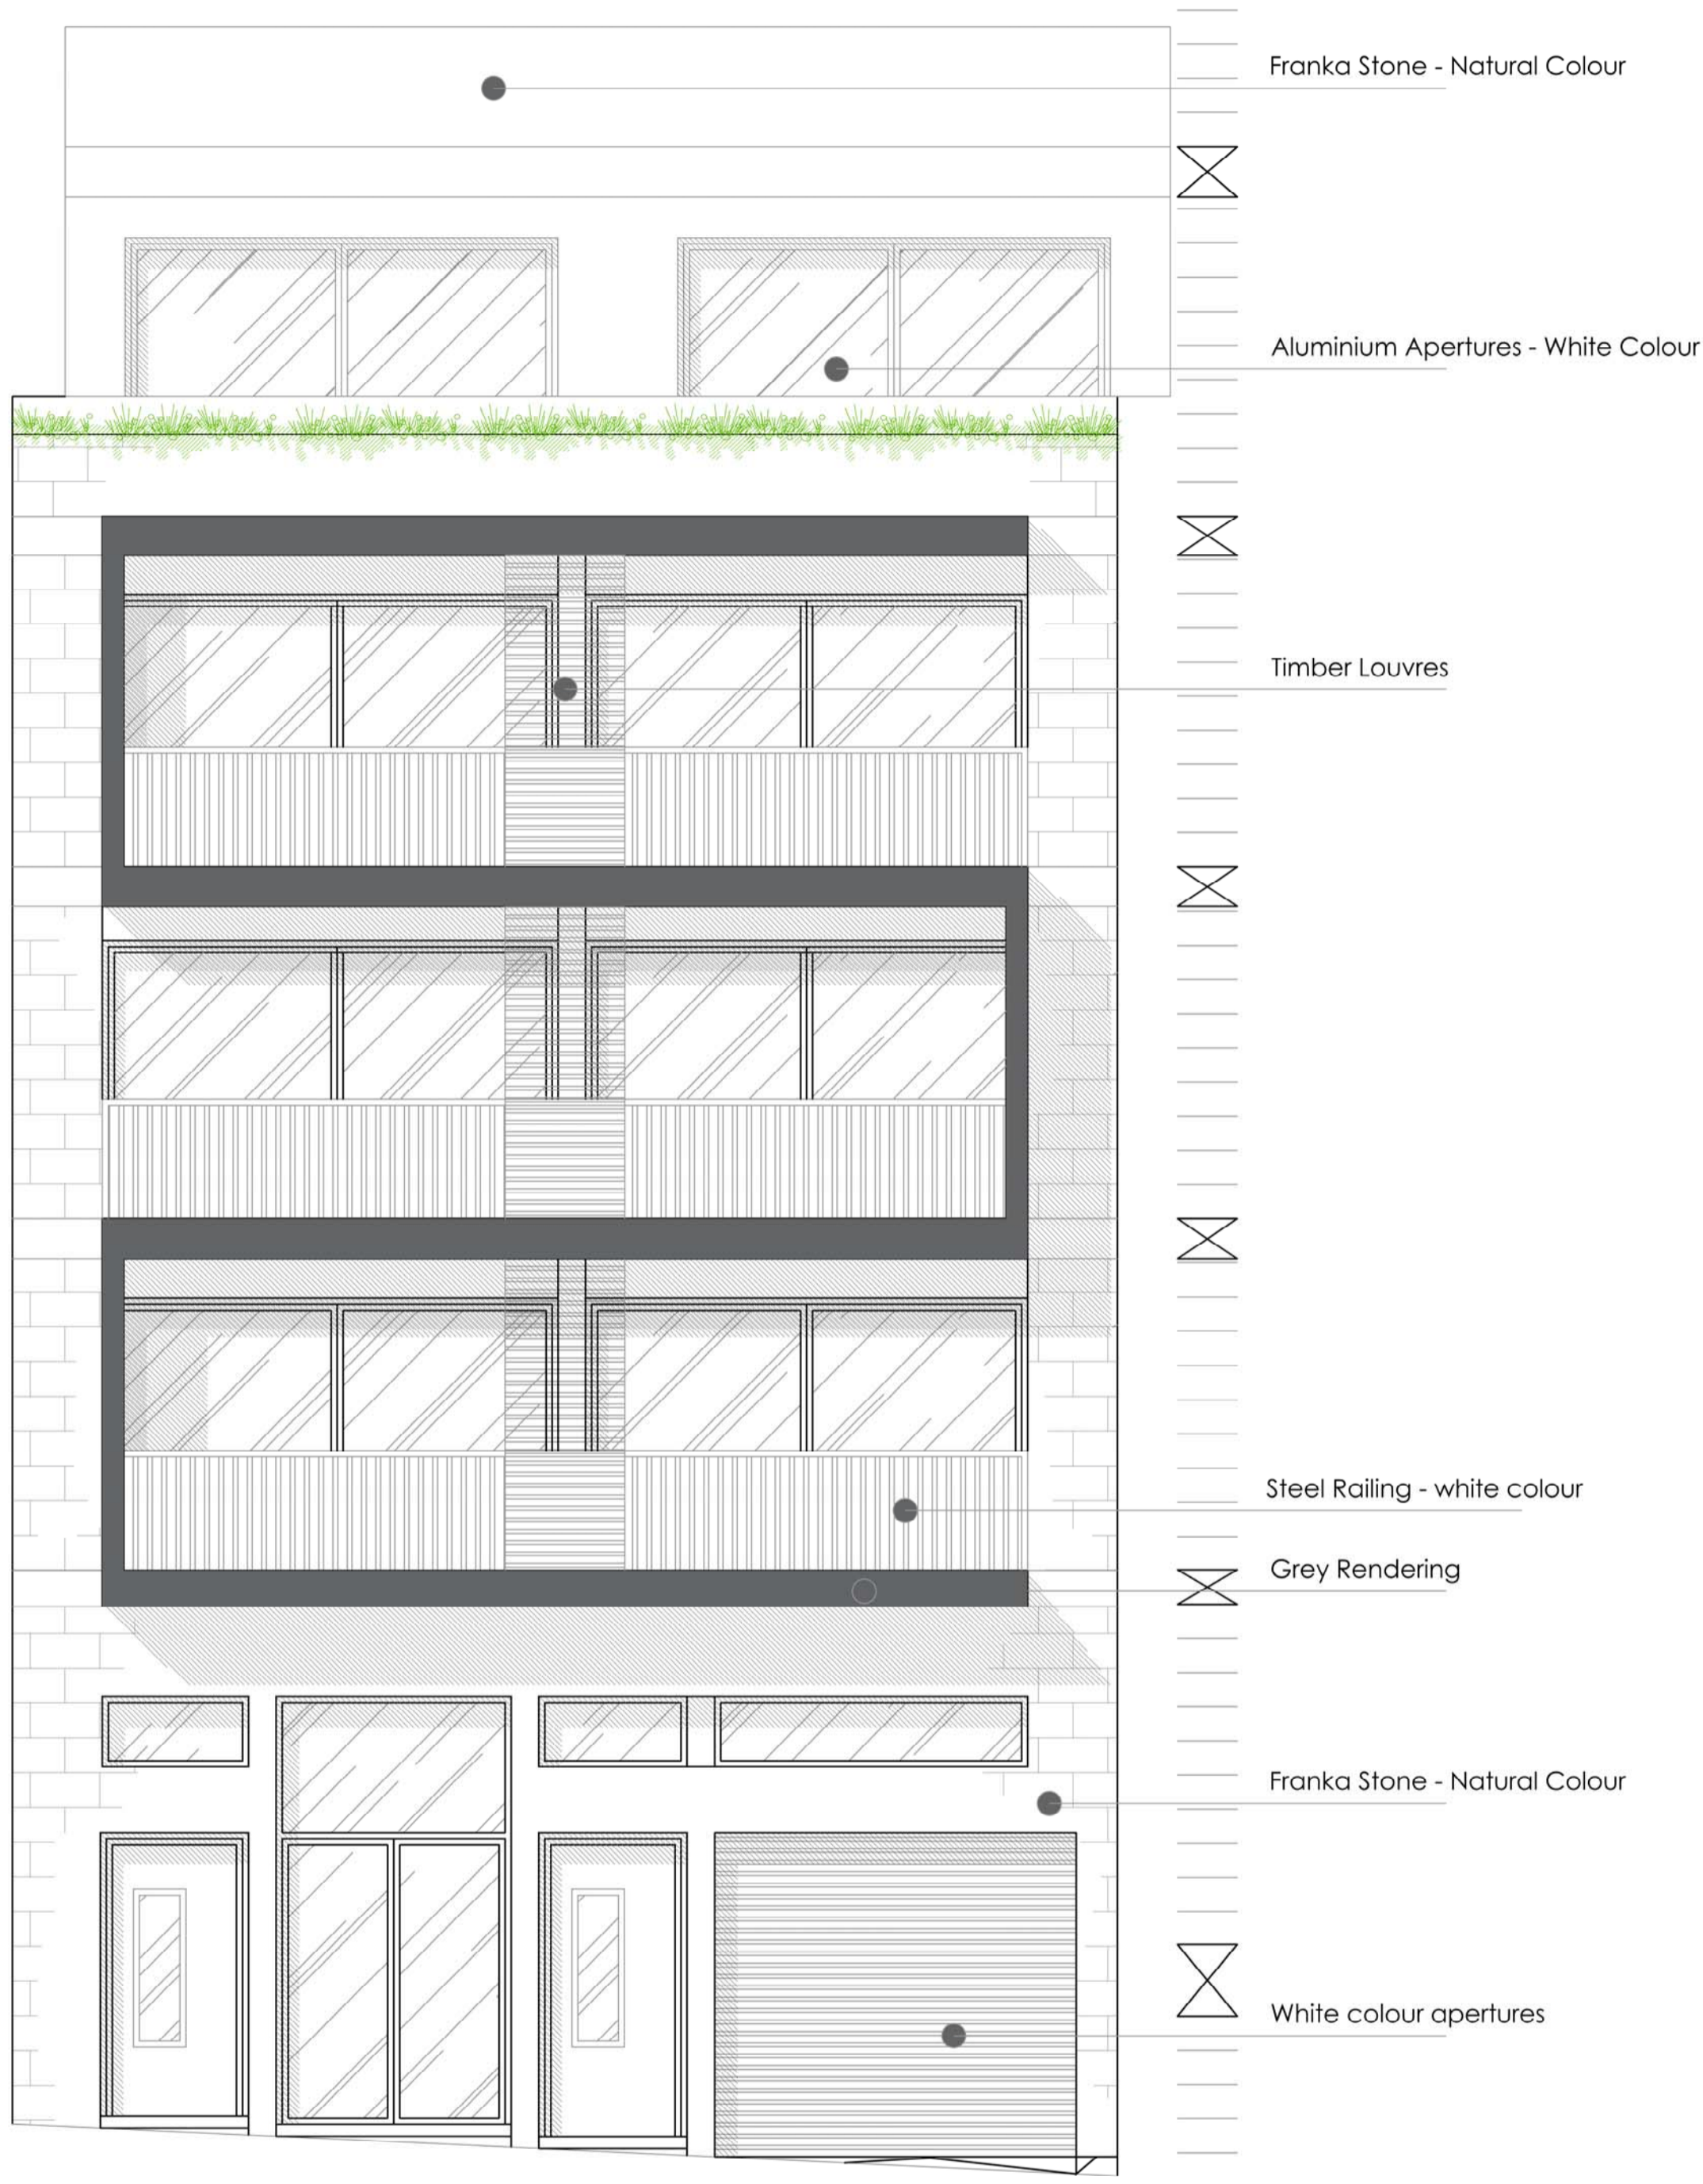 Franka Stone - Natural Colour
Aluminium Apertures - White Colour
Timber Louvres
Steel Railing - white colour
Grey Rendering
Franka Stone - Natural Colour
White colour apertures